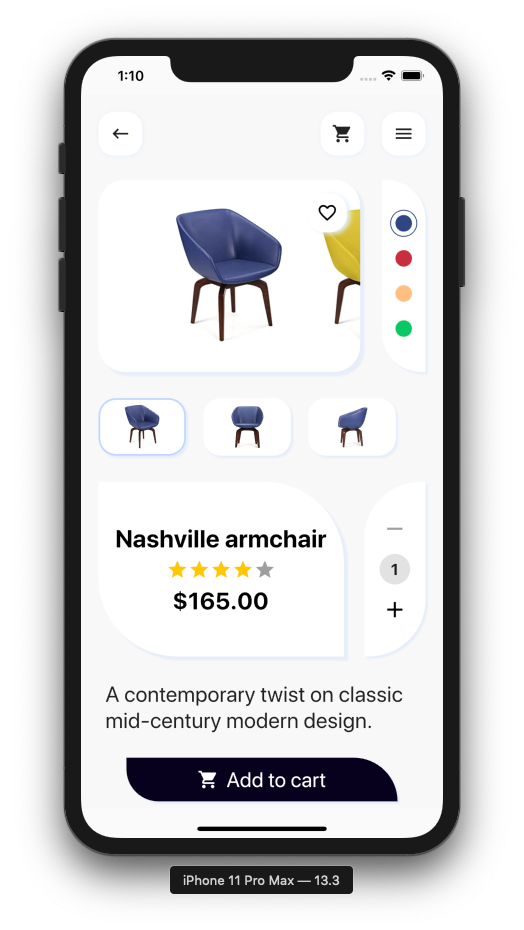 1:10
Nashville armchair
$165.00
1
A contemporary twist on classic
mid-century modern design.
Add to cart
iPhone 11 Pro Max — 13.3